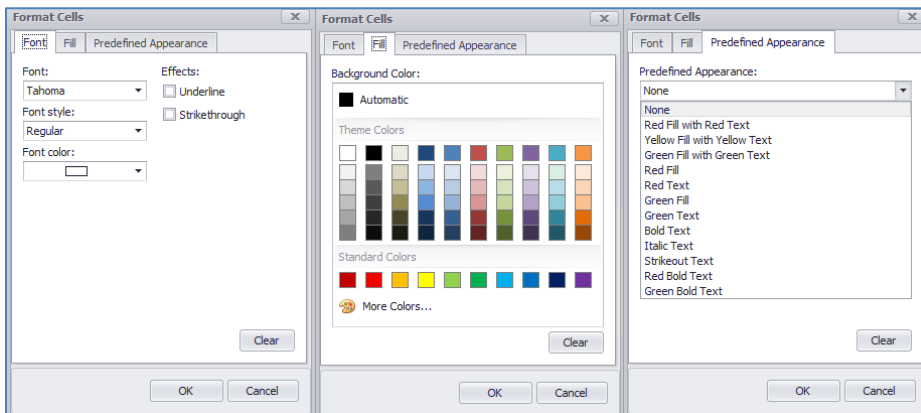 Format Cells
Font Fill Predefined Appearance
Font:
Effects:
Tahoma
Underline
Font style:
Strikethrough
Regular
Font color:
Clear
OK Cancel
Format Cells
Font Fill Predefined Appearance
Background Color:
Automatic
Theme Colors
Standard Colors
More Colors...
Clear
OK Cancel
Format Cells
Font Fill Predefined Appearance
Predefined Appearance:
None
None
Red Fill with Red Text
Yellow Fill with Yellow Text
Green Fill with Green Text
Red Fill
Red Text
Green Fill
Green Text
Bold Text
Italic Text
Strikeout Text
Red Bold Text
Green Bold Text
Clear
OK Cancel